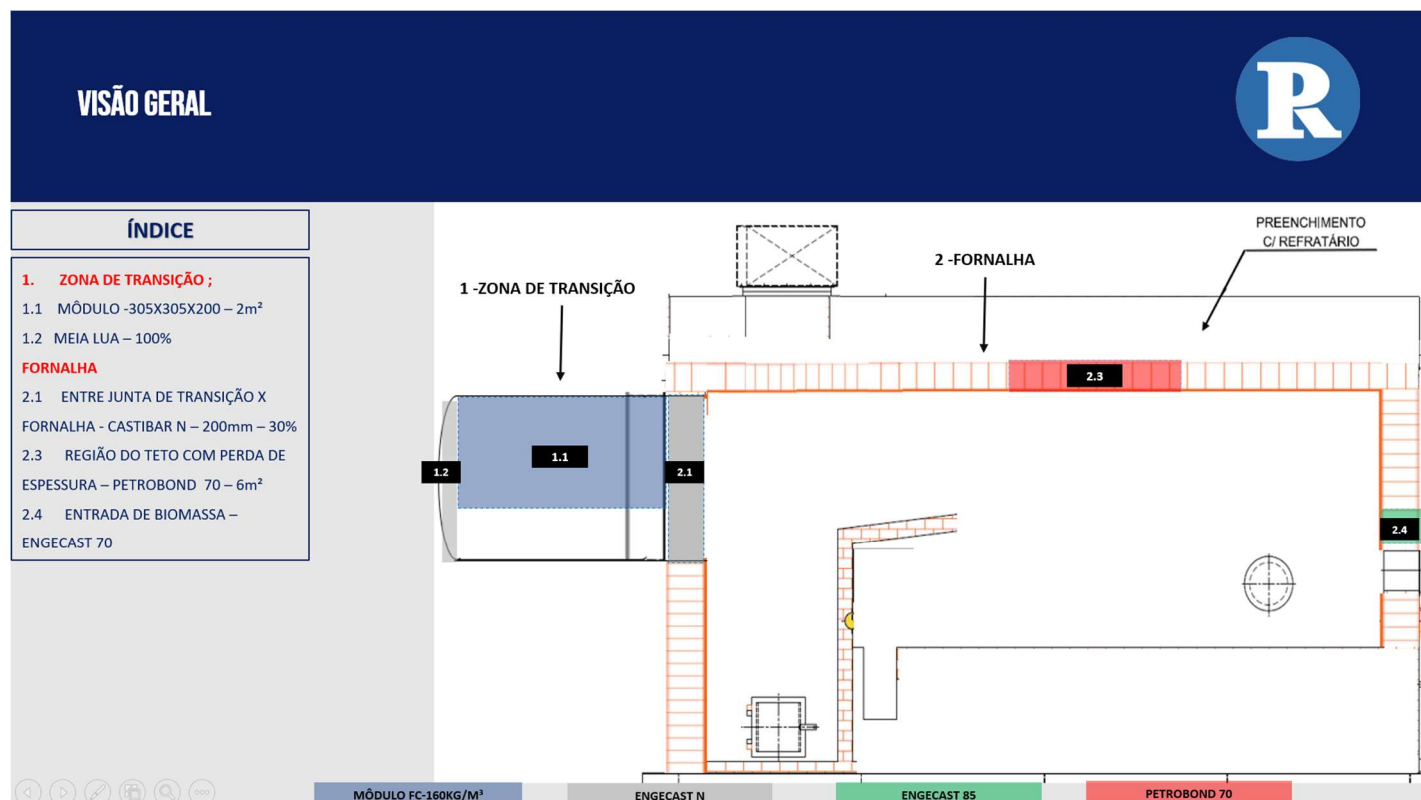 VISÃO GERAL
R
ÍNDICE
1. ZONA DE TRANSIÇÃO ;
1.1 MÔDULO -305X305X200 – 2m²
1.2 MEIA LUA – 100%
FORNALHA
2.1 ENTRE JUNTA DE TRANSIÇÃO X
FORNALHA - CASTIBAR N – 200mm – 30%
2.3 REGIÃO DO TETO COM PERDA DE
ESPESSURA – PETROBOND 70 – 6m²
2.4 ENTRADA DE BIOMASSA –
ENGECAST 70
PREENCHIMENTO
C/ REFRATÁRIO
2 -FORNALHA
1 -ZONA DE TRANSIÇÃO
2.3
1.1
1.2
2.1
2.4
MÔDULO FC-160KG/M³
ENGECAST N
ENGECAST 85
PETROBOND 70